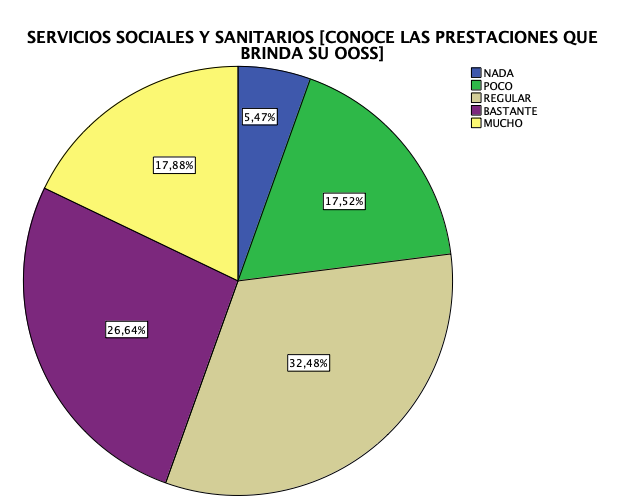 SERVICIOS SOCIALES Y SANITARIOS [CONOCE LAS PRESTACIONES QUE
BRINDA SU OOSS]
NADA
POCO
REGULAR
BASTANTE
MUCHO
5,47%
17,88%
17,52%
26,64%
32,48%